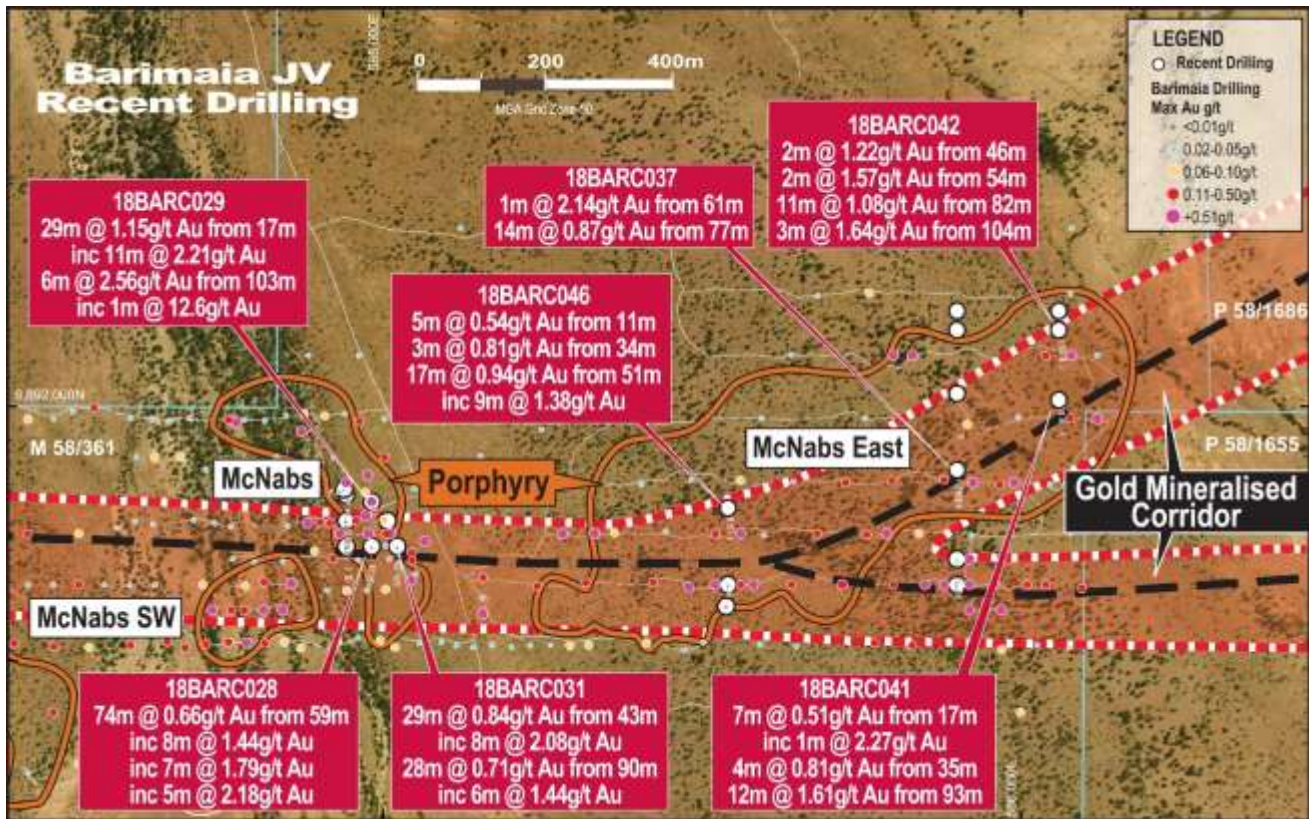 Barimaia JV
Recent Drilling
0 200 400m
MGA Grid Zone 50
LEGEND
Recent Drilling
Barimaia Drilling
Max Au g/t
<0.01g/t
0.02-0.05g/t
0.06-0.10g/t
0.11-0.50g/t
+0.51g/t
18BARC042
2m @ 1.22g/t Au from 46m
2m @ 1.57g/t Au from 54m
11m @ 1.08g/t Au from 82m
3m @ 1.64g/t Au from 104m
18BARC037
1m @ 2.14g/t Au from 61m
14m @ 0.87g/t Au from 77m
18BARC029
29m @ 1.15g/t Au from 17m
inc 11m @ 2.21g/t Au
6m @ 2.56g/t Au from 103m
inc 1m @ 12.6g/t Au
18BARC046
5m @ 0.54g/t Au from 11m
3m @ 0.81g/t Au from 34m
17m @ 0.94g/t Au from 51m
inc 9m @ 1.38g/t Au
P 58/1686
M 58/361
McNabs
Porphyry
McNabs East
P 58/1655
Gold Mineralised
Corridor
McNabs SW
18BARC028
74m @ 0.66g/t Au from 59m
inc 8m @ 1.44g/t Au
inc 7m @ 1.79g/t Au
inc 5m @ 2.18g/t Au
18BARC031
29m @ 0.84g/t Au from 43m
inc 8m @ 2.08g/t Au
28m @ 0.71g/t Au from 90m
inc 6m @ 1.44g/t Au
18BARC041
7m @ 0.51g/t Au from 17m
inc 1m @ 2.27g/t Au
4m @ 0.81g/t Au from 35m
12m @ 1.61g/t Au from 93m